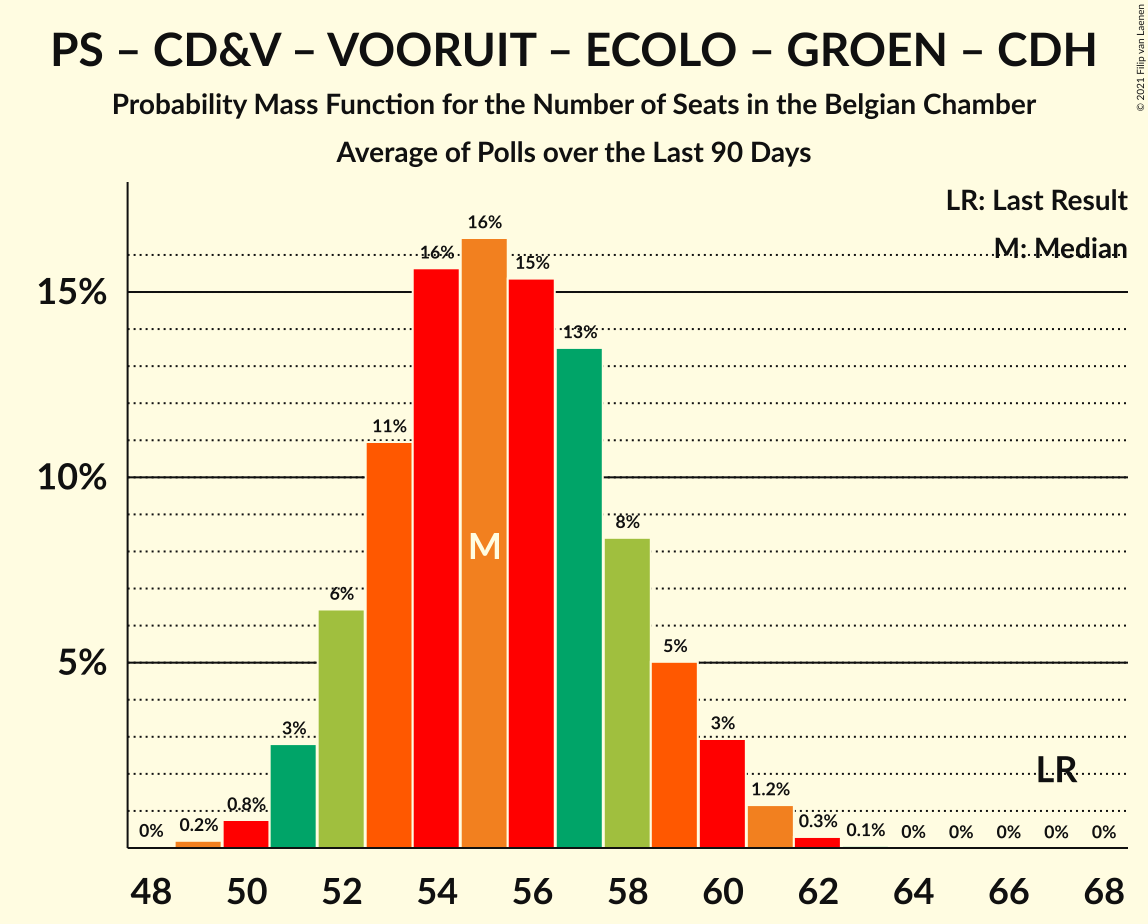 PS – CD&V – VOORUIT – ECOLO – GROEN – CDH
Probability Mass Function for the Number of Seats in the Belgian Chamber
Average of Polls over the Last 90 Days
© 2021 Filip van Laenen
LR: Last Result
M: Median
15%
10%
5%
0%
0.2%
0.8%
3%
6%
11%
16%
16%
15%
13%
8%
5%
3%
1.2%
0.3%
0.1%
0%
0%
0%
0%
0%
M
LR
48 50 52 54 56 58 60 62 64 66 68